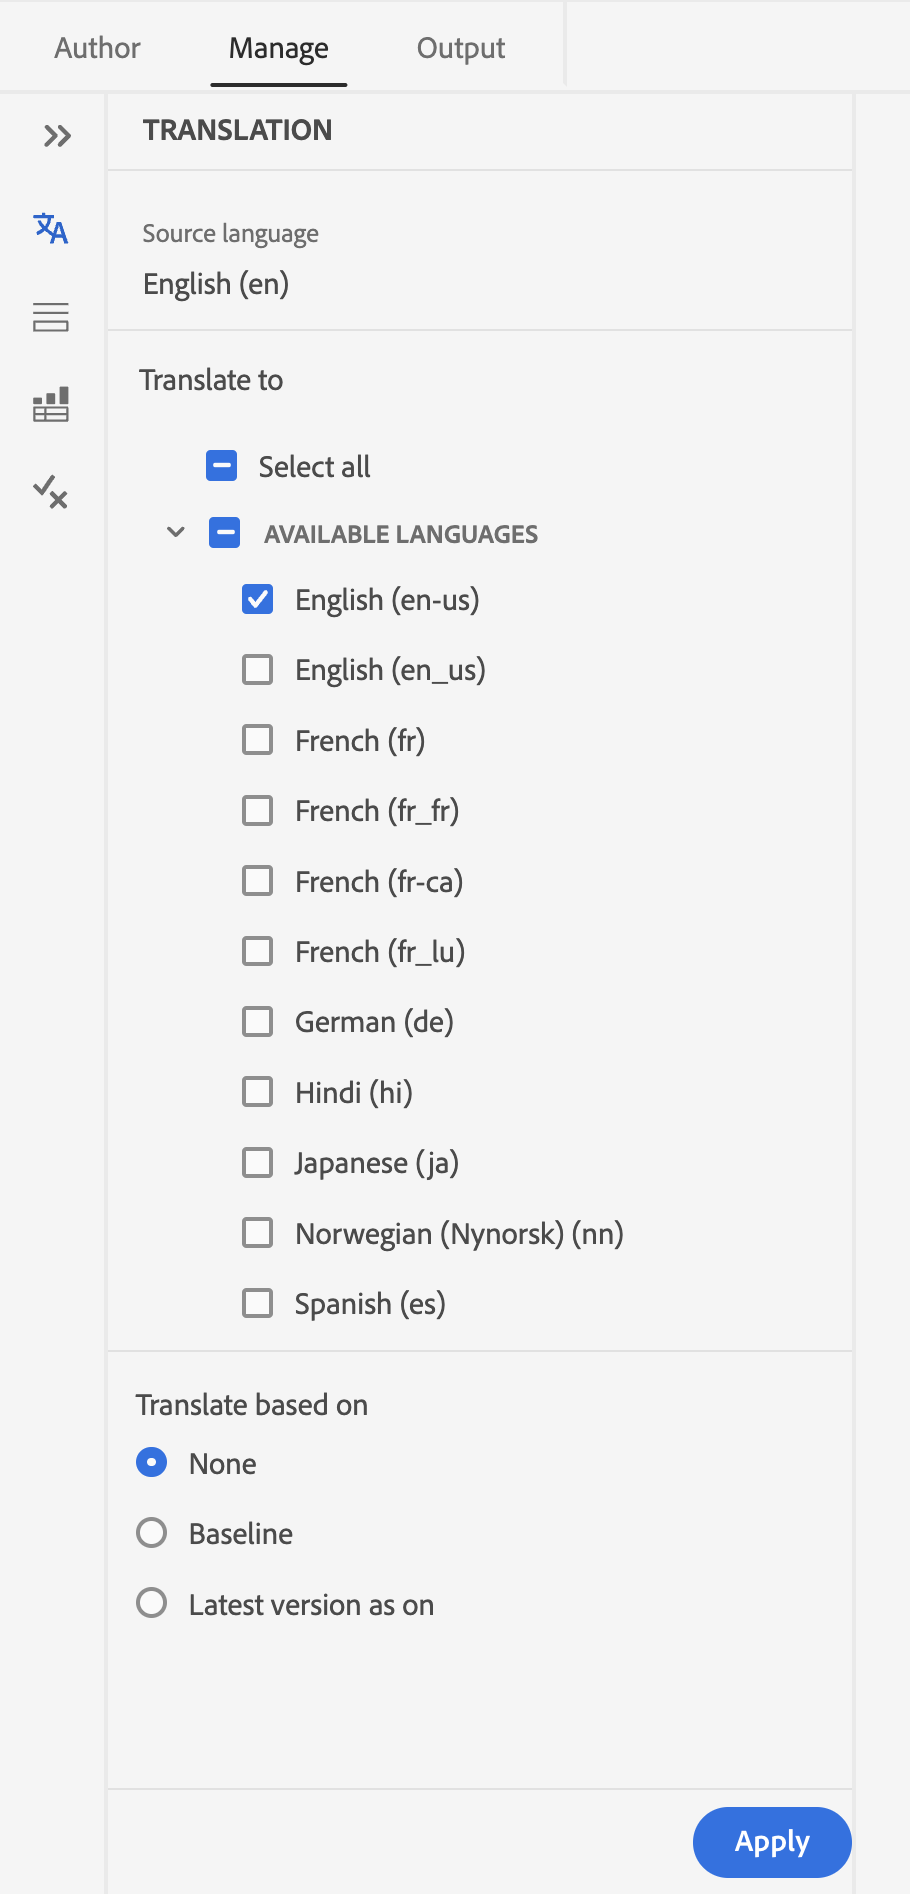 Author Manage Output
TRANSLATION
Source language
English (en)
Translate to
Select all
AVAILABLE LANGUAGES
English (en-us)
English (en_us)
French (fr)
French (fr_fr)
French (fr-ca)
French (fr_lu)
German (de)
Hindi (hi)
Japanese (ja)
Norwegian (Nynorsk) (nn)
Spanish (es)
Translate based on
None
Baseline
Latest version as on
Apply